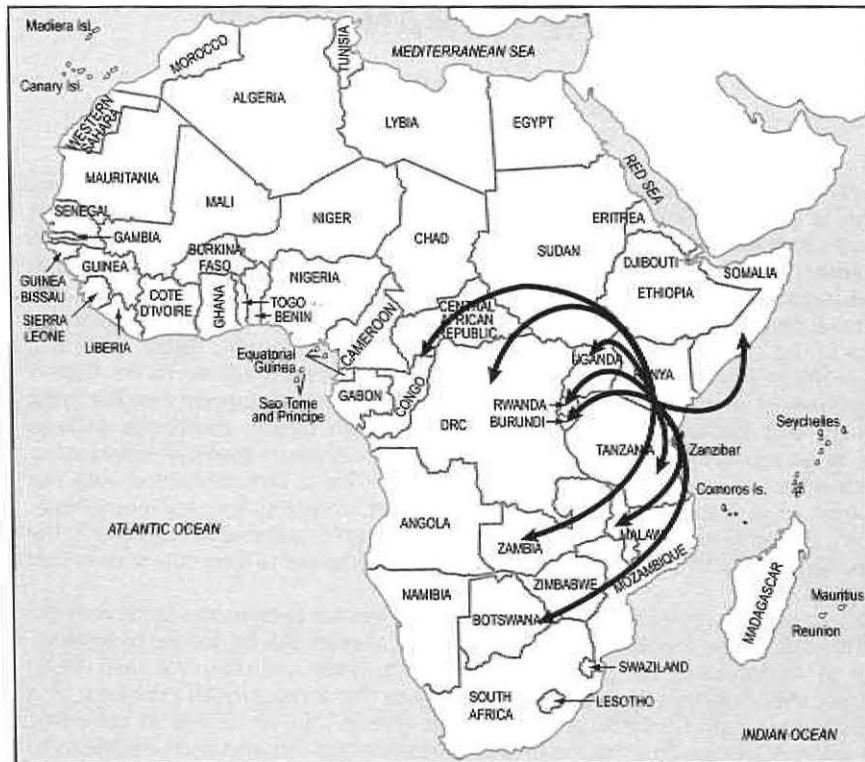 Madiera Isl.
Canary Isl.
MOROCCO
TUNISIA
MEDITERRANEAN SEA
ALGERIA
LYBIA
EGYPT
WESTERN
SAHARA
RED SEA
MAURITANIA
MALI
NIGER
CHAD
SUDAN
ERITREA
SENEGAL
GAMBIA
BURKINA
FASO
DJIBOUTI
SOMALIA
GUINEA
BISSAU
GUINEA
NIGERIA
ETHIOPIA
SIERRA
LEONE
LIBERIA
COTE
D'IVOIRE
GHANA
TOGO
BENIN
CAMEROON
CENTRAL
AFRICAN
REPUBLIC
Equatorial
Guinea
GABON
CONGO
UGANDA
KENYA
Sao Tome
and Principe
DRC
RWANDA
BURUNDI
TANZANIA
Zanzibar
Seychelles
Comoros Is.
ATLANTIC OCEAN
ANGOLA
ZAMBIA
MALAWI
MOZAMBIQUE
ZIMBABWE
NAMIBIA
BOTSWANA
MADAGASCAR
Mauritius
Reunion
SWAZILAND
SOUTH
AFRICA
LESOTHO
INDIAN OCEAN